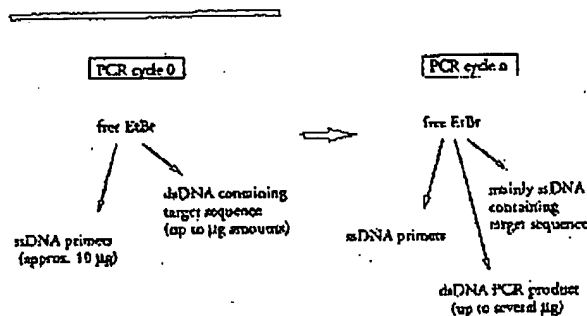 PCR cycle 0
free EtBr
dsDNA containing
target sequence
(up to µg amounts)
ssDNA primers
(approx. 10 µg)
PCR cycle n
free EtBr
mainly ssDNA
containing
target sequence
ssDNA primers
dsDNA PCR product
(up to several µg)